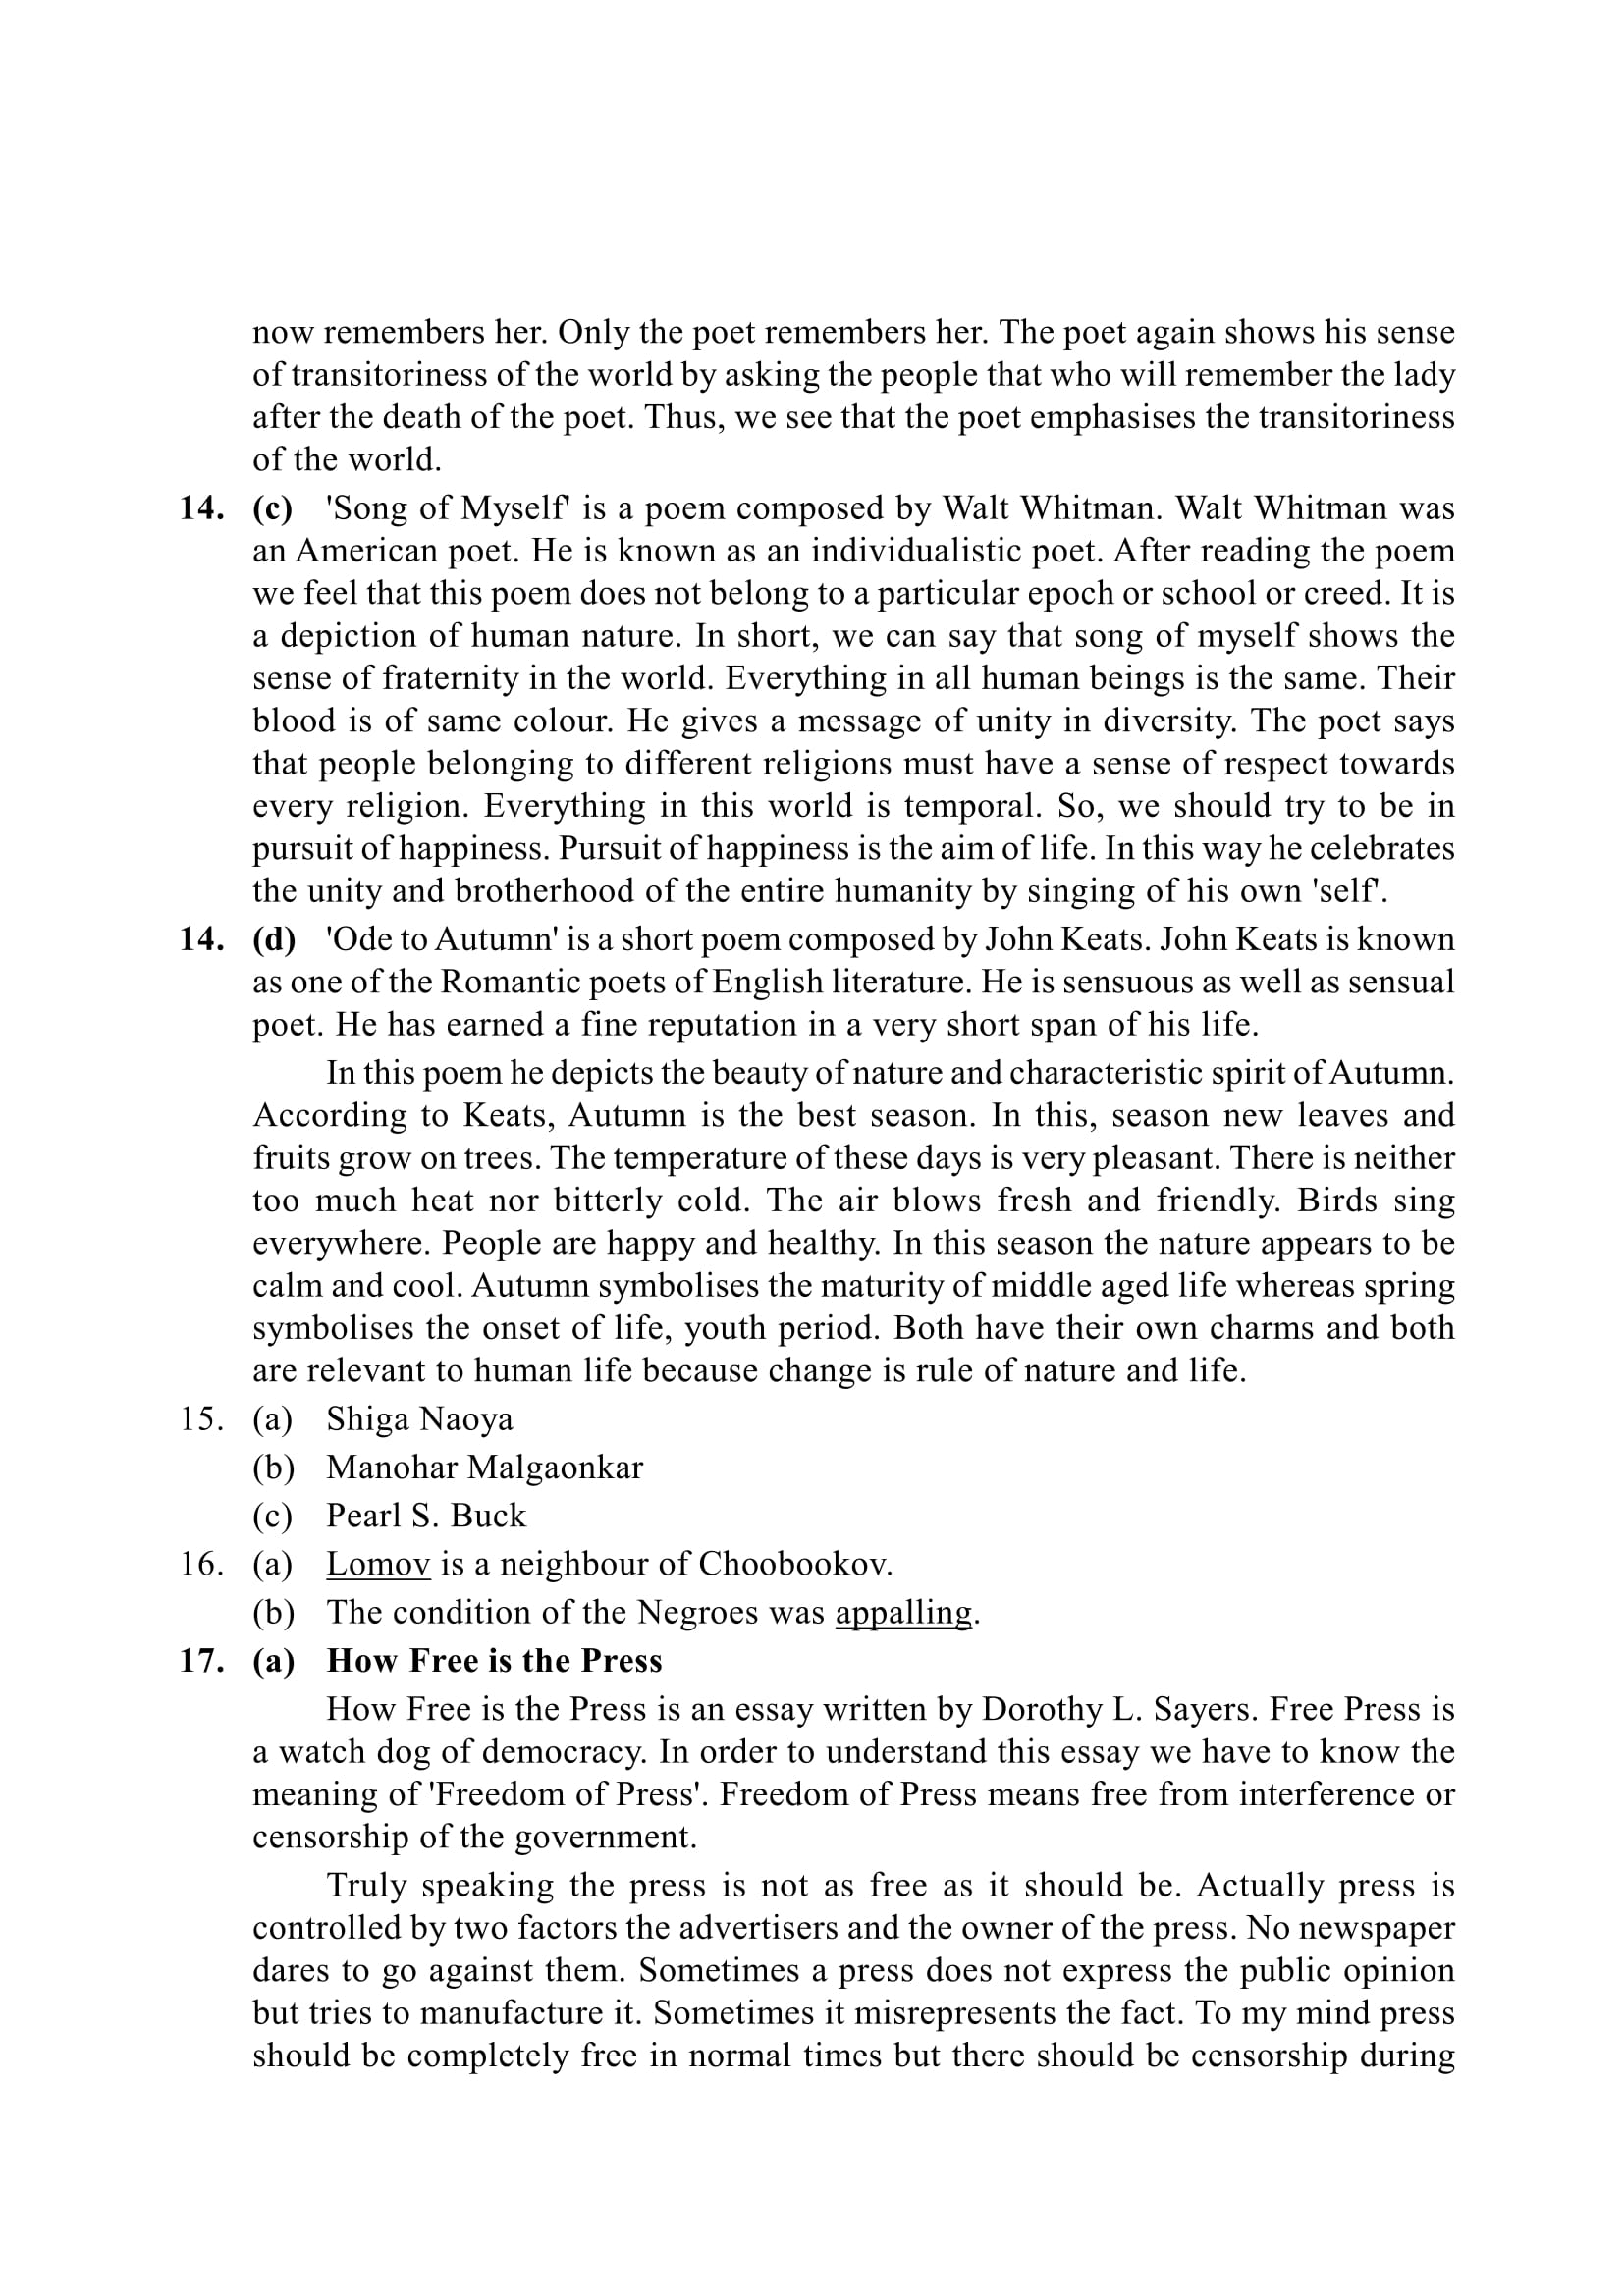 now remembers her. Only the poet remembers her. The poet again shows his sense
of transitoriness of the world by asking the people that who will remember the lady
after the death of the poet. Thus, we see that the poet emphasises the transitoriness
of the world.
14. (c) 'Song of Myself' is a poem composed by Walt Whitman. Walt Whitman was
an American poet. He is known as an individualistic poet. After reading the poem
we feel that this poem does not belong to a particular epoch or school or creed. It is
a depiction of human nature. In short, we can say that song of myself shows the
sense of fraternity in the world. Everything in all human beings is the same. Their
blood is of same colour. He gives a message of unity in diversity. The poet says
that people belonging to different religions must have a sense of respect towards
every religion. Everything in this world is temporal. So, we should try to be in
pursuit of happiness. Pursuit of happiness is the aim of life. In this way he celebrates
the unity and brotherhood of the entire humanity by singing of his own 'self'.
14. (d) 'Ode to Autumn' is a short poem composed by John Keats. John Keats is known
as one of the Romantic poets of English literature. He is sensuous as well as sensual
poet. He has earned a fine reputation in a very short span of his life.
In this poem he depicts the beauty of nature and characteristic spirit of Autumn.
According to Keats, Autumn is the best season. In this, season new leaves and
fruits grow on trees. The temperature of these days is very pleasant. There is neither
too much heat nor bitterly cold. The air blows fresh and friendly. Birds sing
everywhere. People are happy and healthy. In this season the nature appears to be
calm and cool. Autumn symbolises the maturity of middle aged life whereas spring
symbolises the onset of life, youth period. Both have their own charms and both
are relevant to human life because change is rule of nature and life.
15. (a) Shiga Naoya
(b) Manohar Malgaonkar
(c) Pearl S. Buck
16. (a) Lomov is a neighbour of Choobookov.
(b) The condition of the Negroes was appalling.
17. (a) How Free is the Press
How Free is the Press is an essay written by Dorothy L. Sayers. Free Press is
a watch dog of democracy. In order to understand this essay we have to know the
meaning of 'Freedom of Press'. Freedom of Press means free from interference or
censorship of the government.
Truly speaking the press is not as free as it should be. Actually press is
controlled by two factors the advertisers and the owner of the press. No newspaper
dares to go against them. Sometimes a press does not express the public opinion
but tries to manufacture it. Sometimes it misrepresents the fact. To my mind press
should be completely free in normal times but there should be censorship during